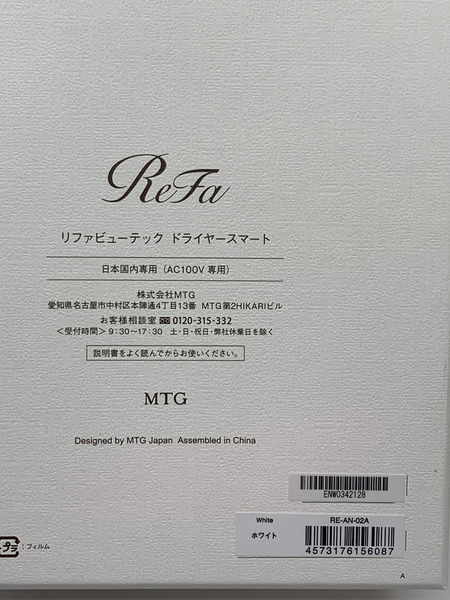 ReFa
リファビューテック ドライヤースマート
日本国内専用（AC100V 専用）
株式会社MTG
愛知県名古屋市中村区本陣通4丁目13番 MTG第2HIKARIビル
お客様相談室 0120-315-332
＜受付時間＞9：30〜17：30 土・日・祝日・弊社休業日を除く
説明書をよく読んでからお使いください。
MTG
Designed by MTG Japan Assembled in China
ENW0342128
White RE-AN-02A
ホワイト 4573176156087
プラ：フィルム
A